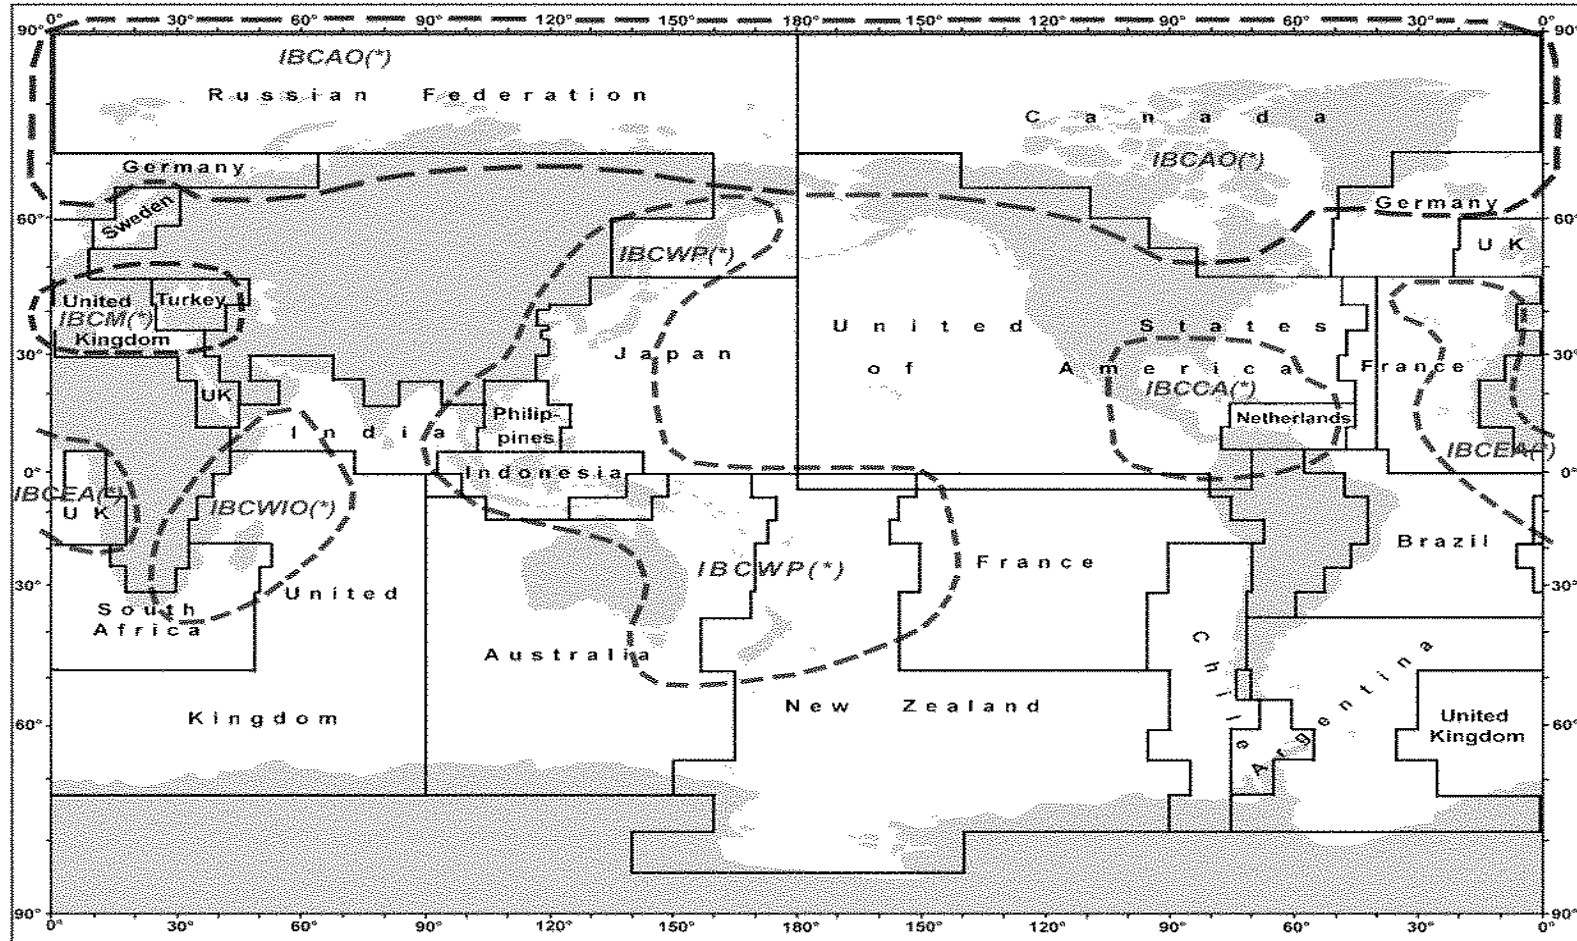 0° 30° 60° 90° 120° 150° 180° 150° 120° 90° 60° 30° 0°
90° 90°
IBCAO(*)
Russian Federation
Canada
Germany
IBCAO(*)
Sweden
Germany
60° 60°
UK
IBCWP(*)
United
Turkey
IBCM(*)
Kingdom
United States
of America
Japan
30° 30°
France
IBCCA(*)
UK
Philip-
pines
Netherlands
India
IBCEA(*)
0° 0°
Indonesia
IBCEA(*)
UK
IBCWIO(*)
Brazil
IBCWP(*)
France
30° 30°
United
South
Africa
Chile
Australia
Argentina
New Zealand
Kingdom
60° 60°
United
Kingdom
90° 90°
0° 30° 60° 90° 120° 150° 180° 150° 120° 90° 60° 30° 0°